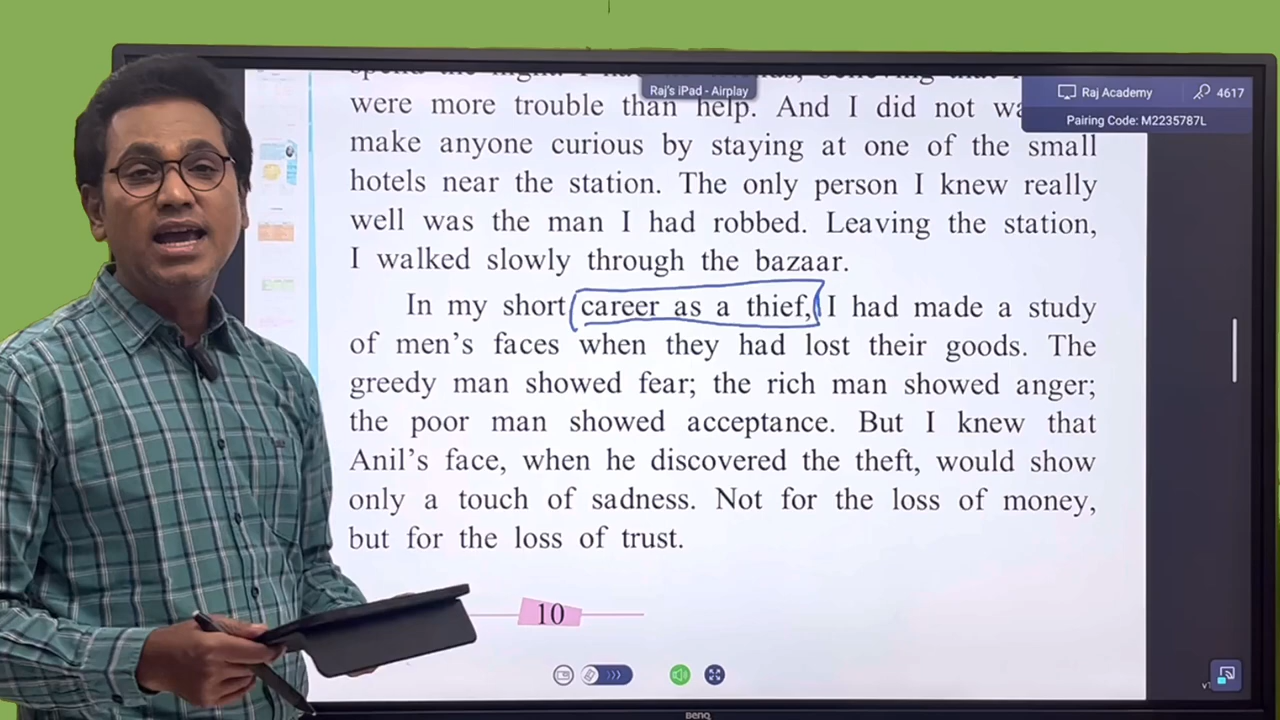 Raj's iPad - Airplay
Raj Academy 4617
Pairing Code: M2235787L
were more trouble than help. And I did not
make anyone curious by staying at one of the small
hotels near the station. The only person I knew really
well was the man I had robbed. Leaving the station,
I walked slowly through the bazaar.
In my short career as a thief, I had made a study
of men's faces when they had lost their goods. The
greedy man showed fear; the rich man showed anger;
the poor man showed acceptance. But I knew that
Anil's face, when he discovered the theft, would show
only a touch of sadness. Not for the loss of money,
but for the loss of trust.
10
BenQ